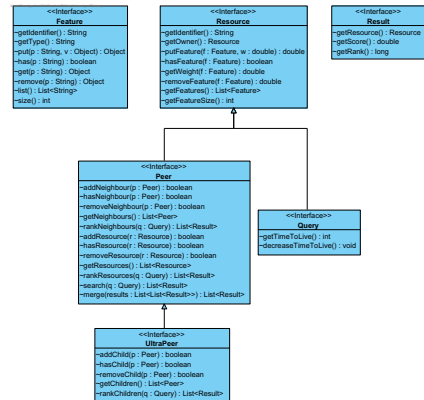 <<Interface>>
Feature
-getIdentifier() : String
-getType() : String
-put(p : String, v : Object) : Object
-has(p : String) : boolean
-get(p : String) : Object
-remove(p : String) : Object
-list() : List<String>
-size() : int
<<Interface>>
Resource
-getIdentifier() : String
-getOwner() : Resource
-putFeature(f : Feature, w : double) : double
-hasFeature(f : Feature) : boolean
-getWeight(f : Feature) : double
-removeFeature(f : Feature) : double
-getFeatures() : List<Feature>
-getFeatureSize() : int
<<Interface>>
Result
-getResource() : Resource
-getScore() : double
-getRank() : long
<<Interface>>
Peer
-addNeighbour(p : Peer) : boolean
-hasNeighbour(p : Peer) : boolean
-removeNeighbour(p : Peer) : boolean
-getNeighbours() : List<Peer>
-rankNeighbours(q : Query) : List<Result>
-addResource(r : Resource) : boolean
-hasResource(r : Resource) : boolean
-removeResource(r : Resource) : boolean
-getResources() : List<Resource>
-rankResources(q : Query) : List<Result>
-search(q : Query) : List<Result>
-merge(results : List<List<Result>>) : List<Result>
<<Interface>>
Query
-getTimeToLive() : int
-decreaseTimeToLive() : void
<<Interface>>
UltraPeer
-addChild(p : Peer) : boolean
-hasChild(p : Peer) : boolean
-removeChild(p : Peer) : boolean
-getChildren() : List<Peer>
-rankChildren(q : Query) : List<Result>